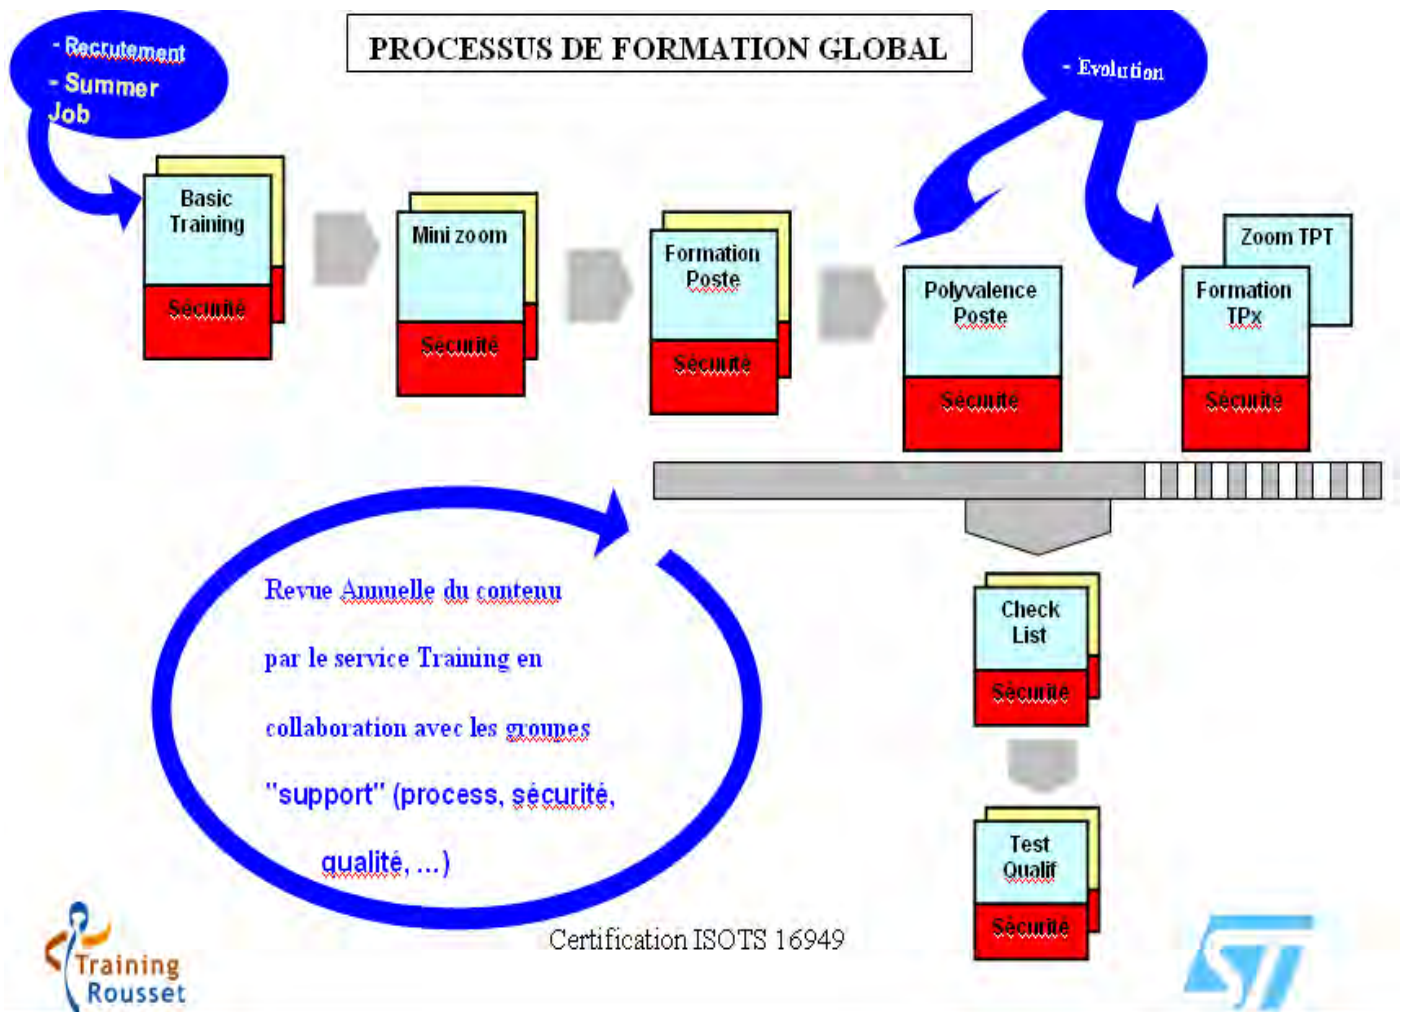 PROCESSUS DE FORMATION GLOBAL
- Recrutement
- Summer
Job
- Evolution
Basic
Training
Sécurité
Mini zoom
Sécurité
Formation
Poste
Sécurité
Polyvalence
Poste
Sécurité
Zoom TPT
Formation
TPx
Sécurité
Revue Annuelle du contenu
par le service Training en
collaboration avec les groupes
"support" (process, sécurité,
qualité, ...)
Check
List
Sécurité
Test
Qualif
Sécurité
Certification ISOTS 16949
Training
Rousset
ST